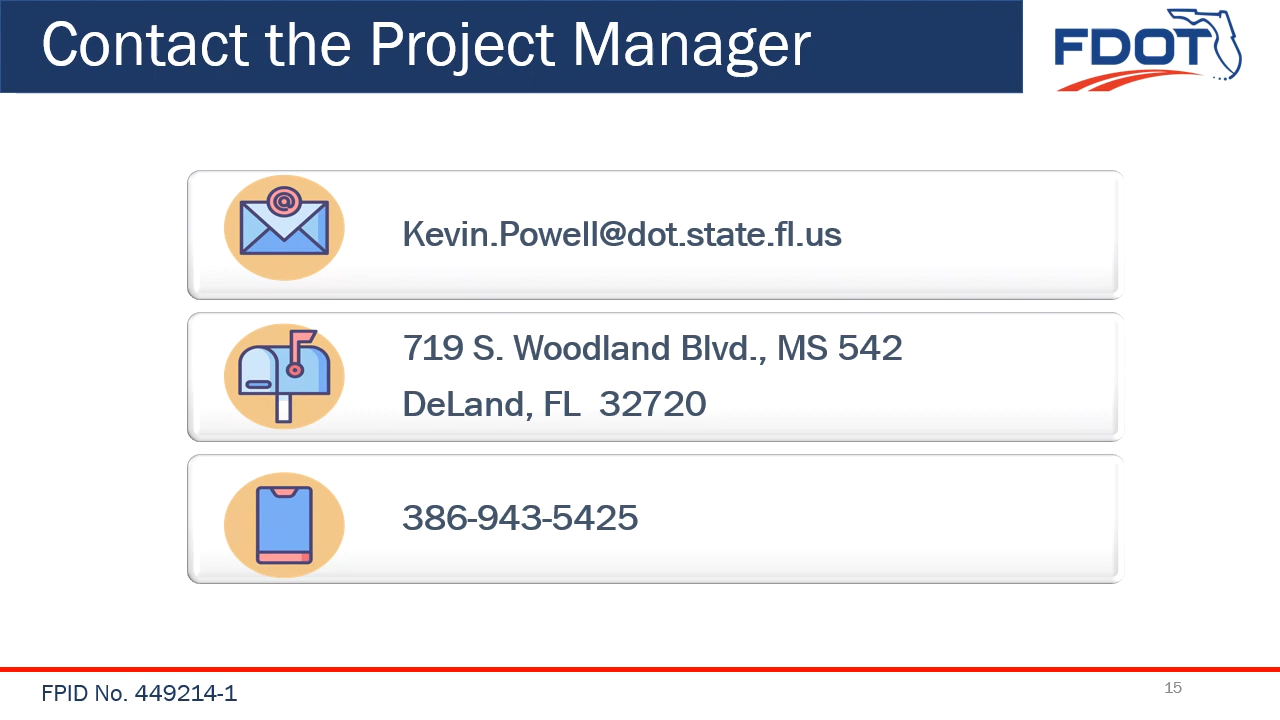 Contact the Project Manager
FDOT
@
Kevin.Powell@dot.state.fl.us
719 S. Woodland Blvd., MS 542
DeLand, FL  32720
386-943-5425
FPID No. 449214-1
15